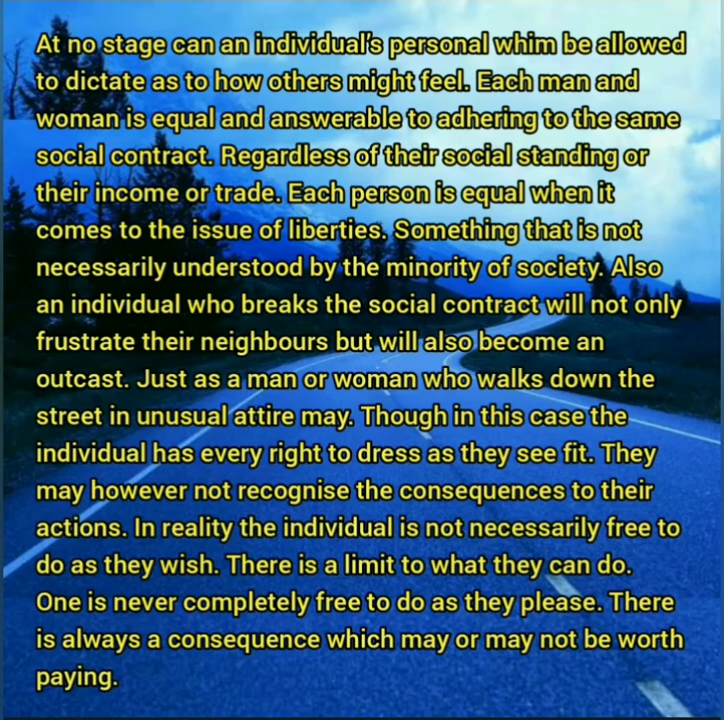 At no stage can an individual's personal whim be allowed
to dictate as to how others might feel. Each man and
woman is equal and answerable to adhering to the same
social contract. Regardless of their social standing or
their income or trade. Each person is equal when it
comes to the issue of liberties. Something that is not
necessarily understood by the minority of society. Also
an individual who breaks the social contract will not only
frustrate their neighbours but will also become an
outcast. Just as a man or woman who walks down the
street in unusual attire may. Though in this case the
individual has every right to dress as they see fit. They
may however not recognise the consequences to their
actions. In reality the individual is not necessarily free to
do as they wish. There is a limit to what they can do.
One is never completely free to do as they please. There
is always a consequence which may or may not be worth
paying.